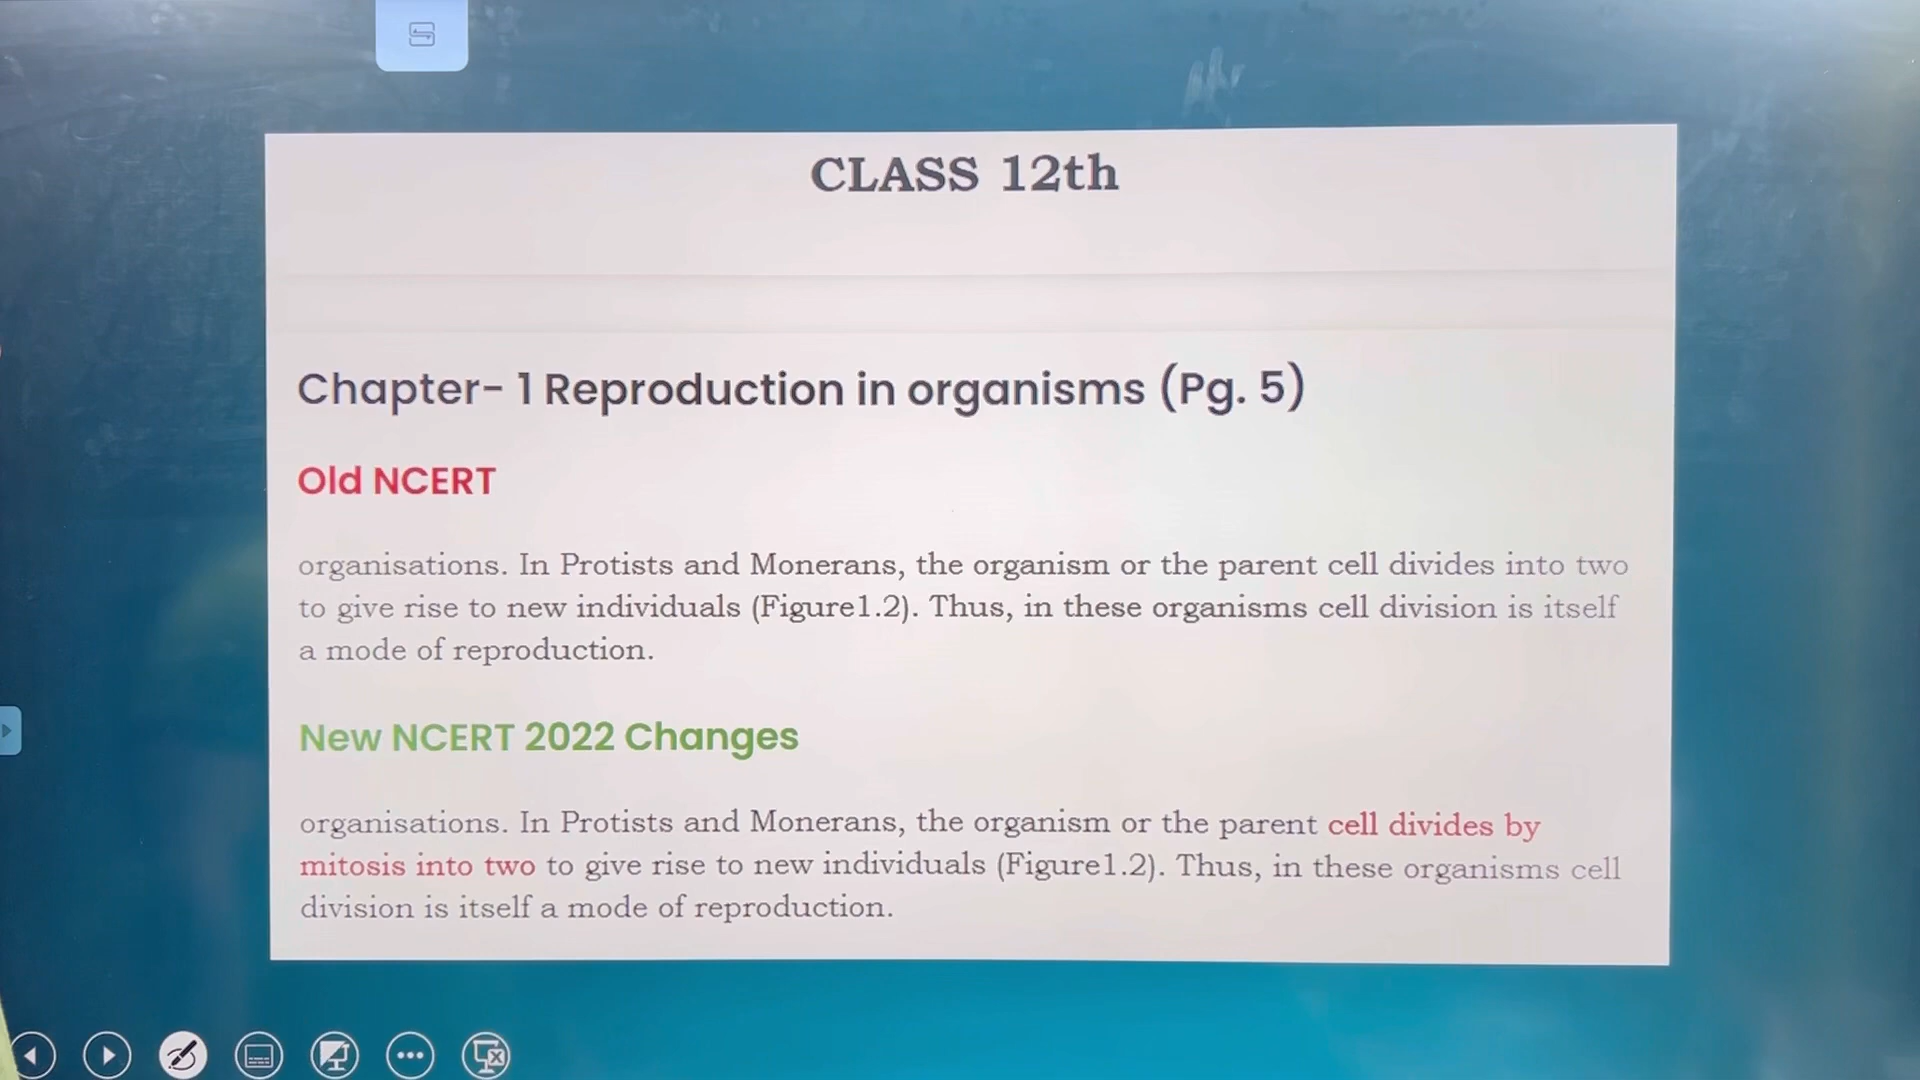 CLASS 12th
Chapter- 1 Reproduction in organisms (Pg. 5)
Old NCERT
organisations. In Protists and Monerans, the organism or the parent cell divides into two
to give rise to new individuals (Figure1.2). Thus, in these organisms cell division is itself
a mode of reproduction.
New NCERT 2022 Changes
organisations. In Protists and Monerans, the organism or the parent cell divides by
mitosis into two to give rise to new individuals (Figure1.2). Thus, in these organisms cell
division is itself a mode of reproduction.